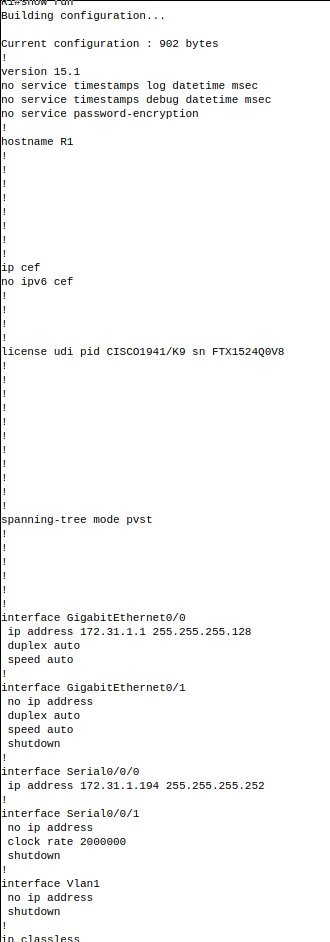 R1#show run
Building configuration...
Current configuration : 902 bytes
!
version 15.1
no service timestamps log datetime msec
no service timestamps debug datetime msec
no service password-encryption
!
hostname R1
!
!
!
!
!
!
!
!
ip cef
no ipv6 cef
!
!
!
!
license udi pid CISCO1941/K9 sn FTX1524Q0V8
!
!
!
!
!
!
!
!
!
!
!
spanning-tree mode pvst
!
!
!
!
!
!
interface GigabitEthernet0/0
 ip address 172.31.1.1 255.255.255.128
 duplex auto
 speed auto
!
interface GigabitEthernet0/1
 no ip address
 duplex auto
 speed auto
 shutdown
!
interface Serial0/0/0
 ip address 172.31.1.194 255.255.255.252
!
interface Serial0/0/1
 no ip address
 clock rate 2000000
 shutdown
!
interface Vlan1
 no ip address
 shutdown
!
ip classless